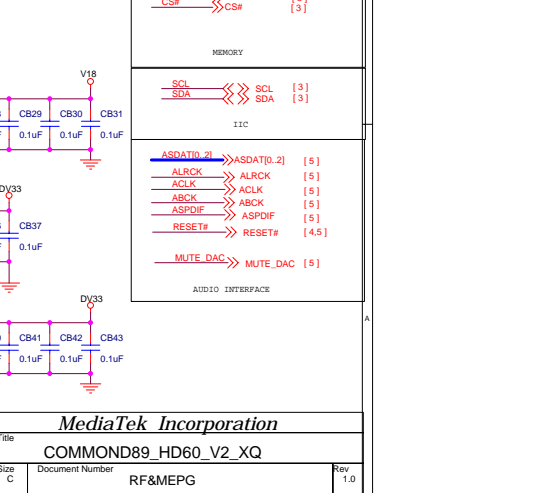 CS# CS# [ 3 ]
MEMORY
V18
SCL SCL [ 3 ]
SDA SDA [ 3 ]
CB29 CB30 CB31
0.1uF 0.1uF 0.1uF
IIC
ASDAT[0..2] ASDAT[0..2] [ 5 ]
ALRCK ALRCK [ 5 ]
ACLK ACLK [ 5 ]
ABCK ABCK [ 5 ]
ASPDIF ASPDIF [ 5 ]
RESET# RESET# [ 4,5 ]
DV33
CB37
0.1uF
MUTE_DAC MUTE_DAC [ 5 ]
AUDIO INTERFACE
DV33
A
CB41 CB42 CB43
0.1uF 0.1uF 0.1uF
MediaTek Incorporation
Title
COMMOND89_HD60_V2_XQ
Size Document Number Rev
C RF&MEPG 1.0